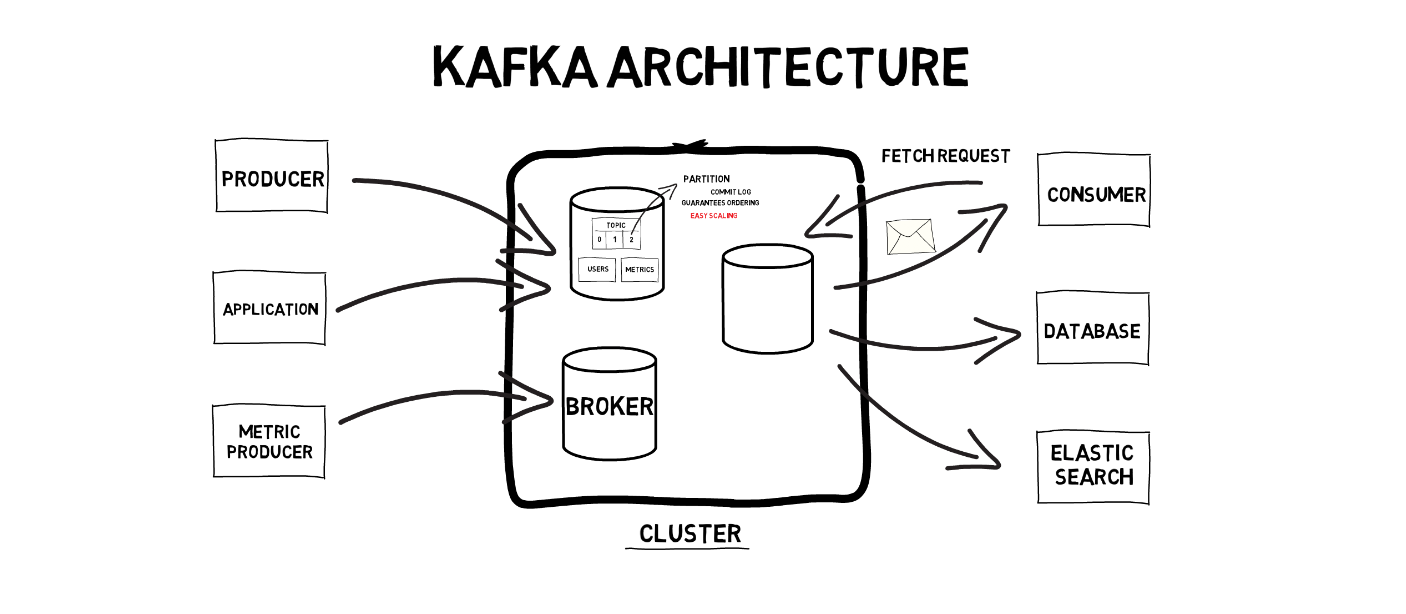 KAFKA ARCHITECTURE
PRODUCER
APPLICATION
METRIC
PRODUCER
TOPIC
0 1 2
USERS METRICS
PARTITION
COMMIT LOG
GUARANTEES ORDERING
EASY SCALING
BROKER
CLUSTER
FETCH REQUEST
CONSUMER
DATABASE
ELASTIC
SEARCH